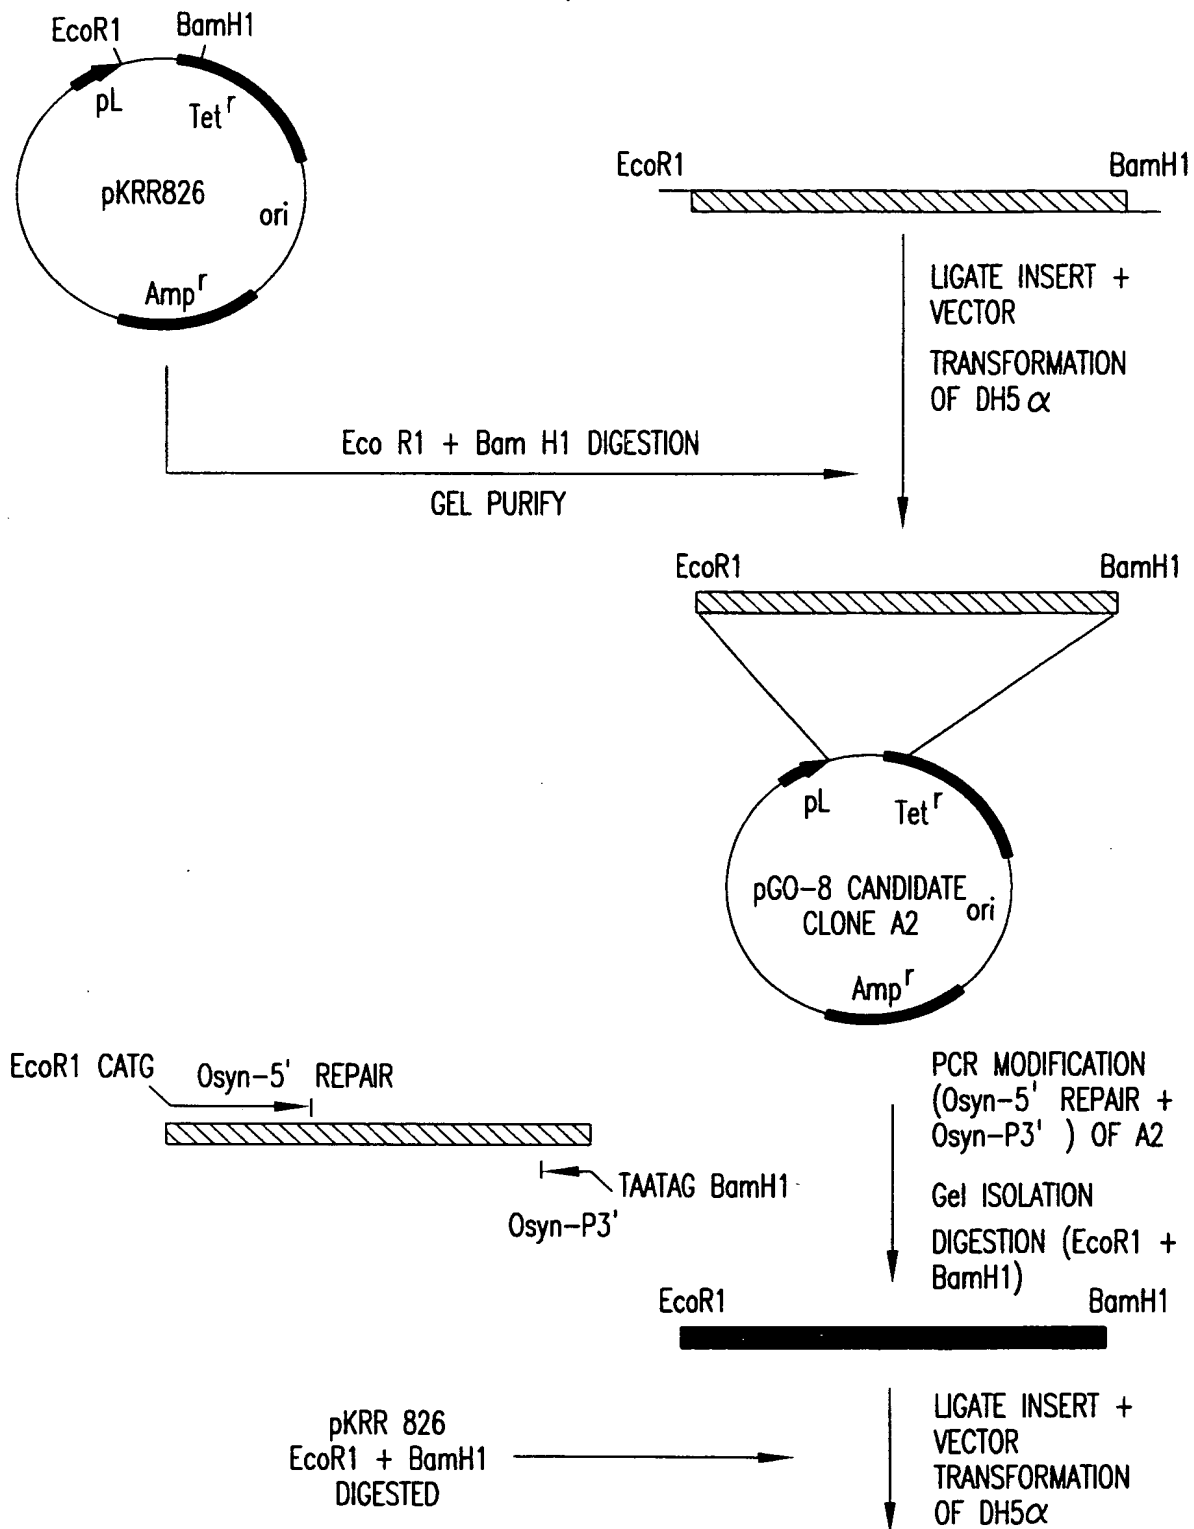 EcoR1
BamH1
pL
Tet r
pKRR826
ori
Amp r
EcoR1
BamH1
LIGATE INSERT +
VECTOR
TRANSFORMATION
OF DH5 α
Eco R1 + Bam H1 DIGESTION
GEL PURIFY
EcoR1
BamH1
pL
Tet r
pGO-8 CANDIDATE
CLONE A2
ori
Amp r
EcoR1 CATG
Osyn-5' REPAIR
TAATAG BamH1
Osyn-P3'
PCR MODIFICATION
(Osyn-5' REPAIR +
Osyn-P3' ) OF A2
Gel ISOLATION
DIGESTION (EcoR1 +
BamH1)
EcoR1
BamH1
pKRR 826
EcoR1 + BamH1
DIGESTED
LIGATE INSERT +
VECTOR
TRANSFORMATION
OF DH5α